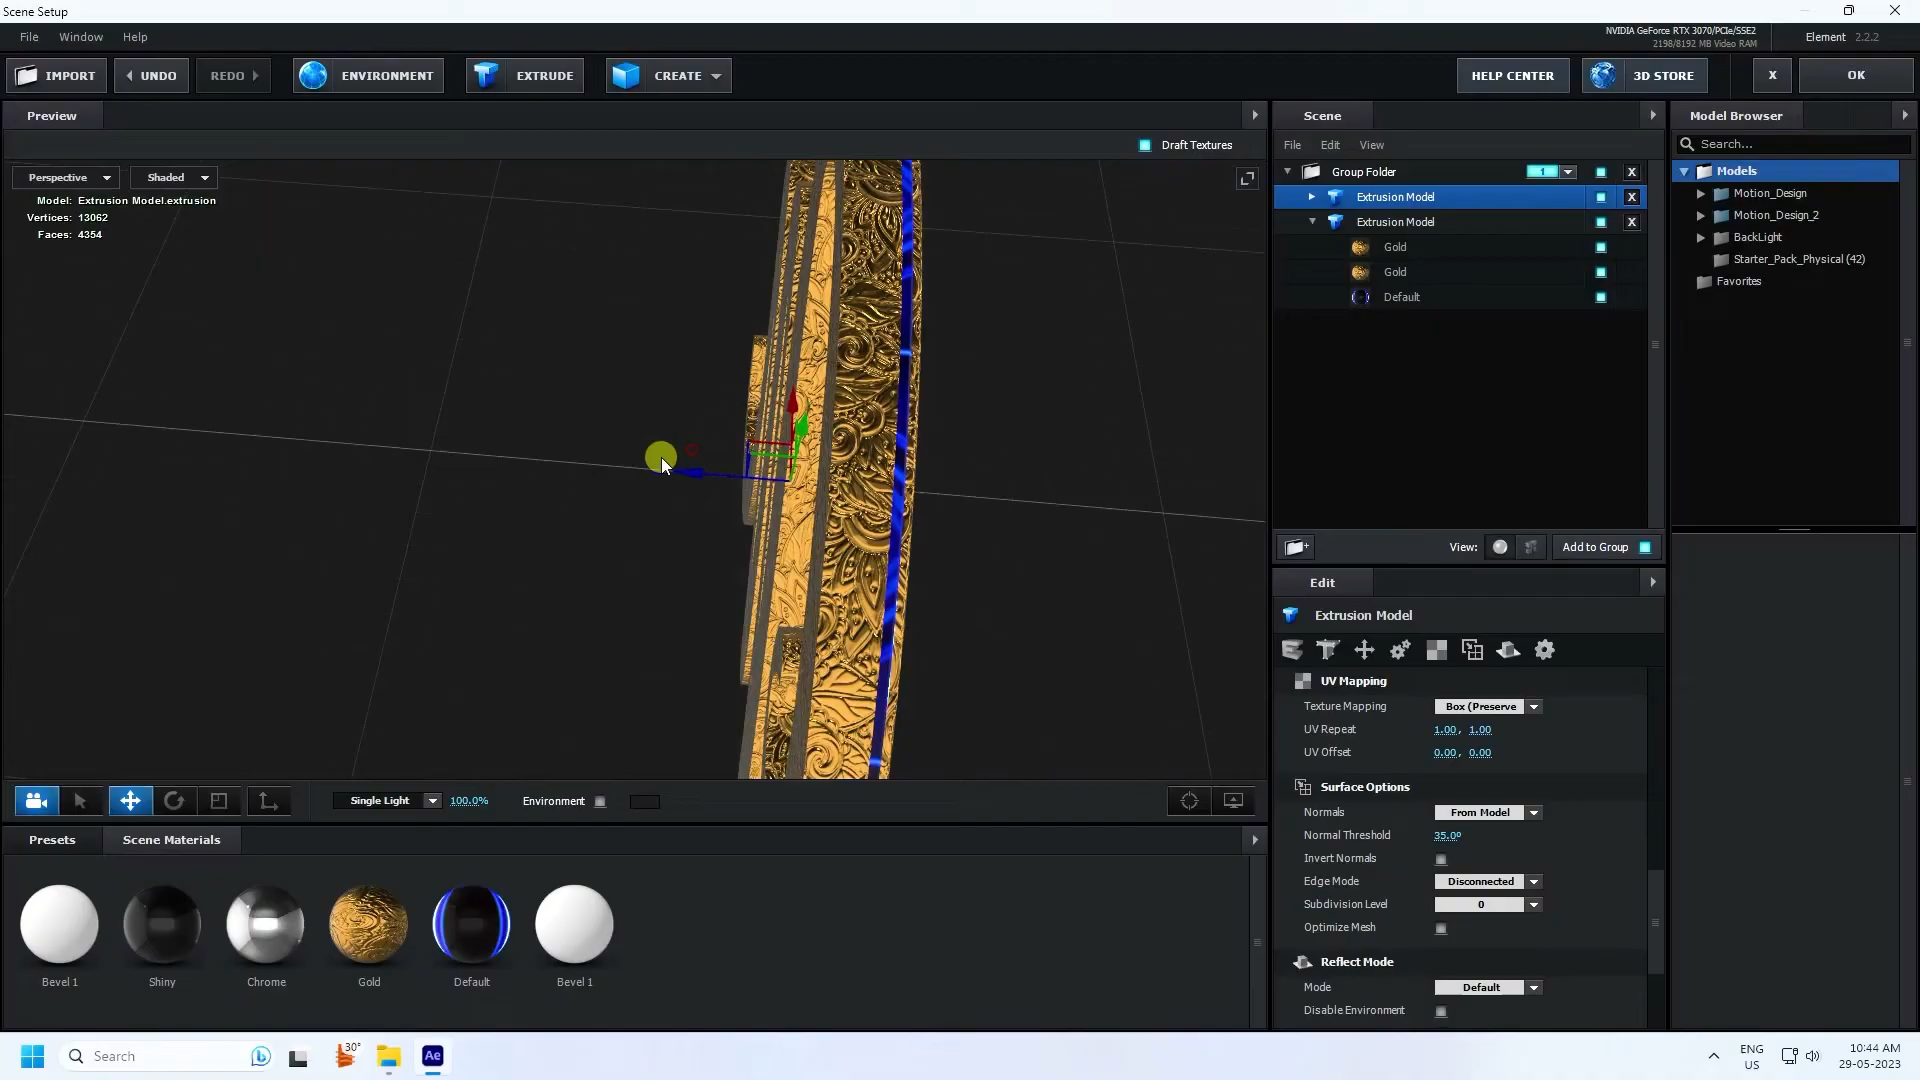 Scene Setup
File Window Help
NVIDIA GeForce RTX 3070/PCIe/SSE2
2198/8192 MB Video RAM
Element 2.2.2
IMPORT UNDO REDO ENVIRONMENT EXTRUDE CREATE HELP CENTER 3D STORE X OK
Preview
Draft Textures
Perspective Shaded
Model: Extrusion Model.extrusion
Vertices: 13062
Faces: 4354
Single Light 100.0% Environment
Presets Scene Materials
Bevel 1 Shiny Chrome Gold Default Bevel 1
Scene
File Edit View
Group Folder 1 X
Extrusion Model X
Extrusion Model X
Gold
Gold
Default
View: Add to Group
Edit
Extrusion Model
UV Mapping
Texture Mapping Box (Preserve
UV Repeat 1.00, 1.00
UV Offset 0.00, 0.00
Surface Options
Normals From Model
Normal Threshold 35.0º
Invert Normals
Edge Mode Disconnected
Subdivision Level 0
Optimize Mesh
Reflect Mode
Mode Default
Disable Environment
Model Browser
Search...
Models
Motion_Design
Motion_Design_2
BackLight
Starter_Pack_Physical (42)
Favorites
Search 30° Ae ENG
US
10:44 AM
29-05-2023